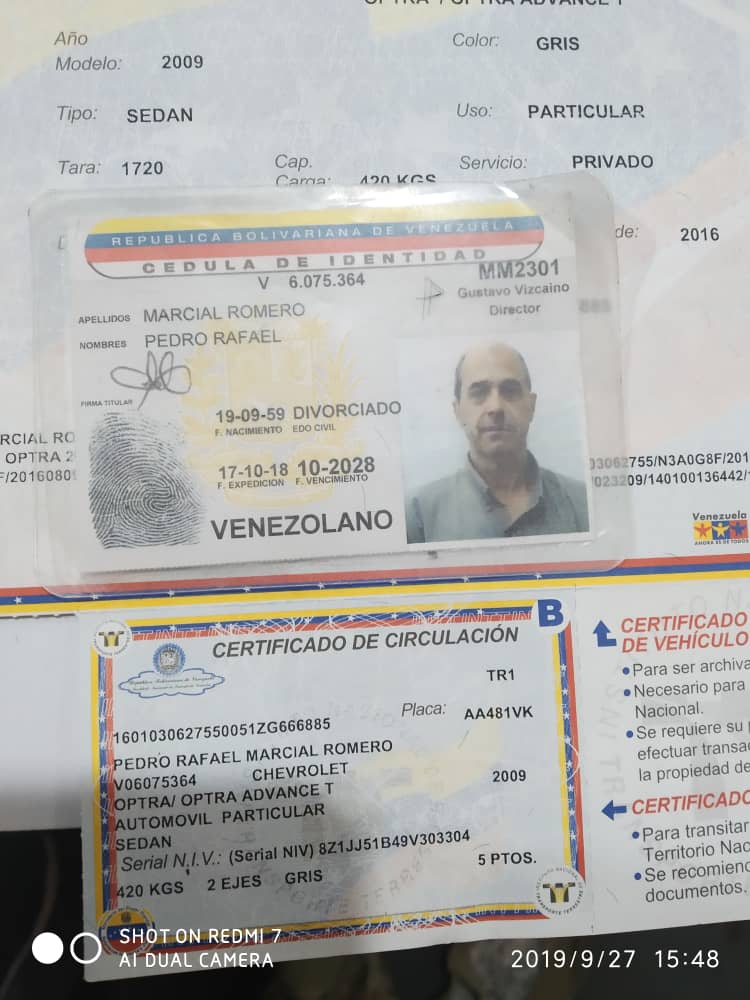 OPTRA / OPTRA ADVANCE T
Año
Modelo: 2009
Color: GRIS
Tipo: SEDAN
Uso: PARTICULAR
Tara: 1720
Cap.
Carga: 420 KGS
Servicio: PRIVADO
de: 2016
REPUBLICA BOLIVARIANA DE VENEZUELA
CEDULA DE IDENTIDAD
V 6.075.364
MM2301
Gustavo Vizcaino
Director
APELLIDOS MARCIAL ROMERO
NOMBRES PEDRO RAFAEL
FIRMA TITULAR
19-09-59 DIVORCIADO
F. NACIMIENTO EDO CIVIL
17-10-18 10-2028
F. EXPEDICION F. VENCIMIENTO
VENEZOLANO
RCIAL RO
OPTRA 2
F/2016080
03062755/N3A0G8F/201
023209/140100136442/
Venezuela
AHORA ES DE TODOS
CERTIFICADO DE CIRCULACIÓN
B
TR1
Placa: AA481VK
1601030627550051ZG666885
PEDRO RAFAEL MARCIAL ROMERO
V06075364 CHEVROLET 2009
OPTRA/ OPTRA ADVANCE T
AUTOMOVIL PARTICULAR
SEDAN
Serial N.I.V.: (Serial NIV) 8Z1JJ51B49V303304
420 KGS 2 EJES GRIS 5 PTOS.
CERTIFICADO
DE VEHÍCULO
•Para ser archiva
•Necesario para
Nacional.
•Se requiere su
efectuar transa
la propiedad de
CERTIFICADO
•Para transitar
Territorio Nac
•Se recomien
documentos.
SHOT ON REDMI 7
AI DUAL CAMERA
2019/9/27 15:48